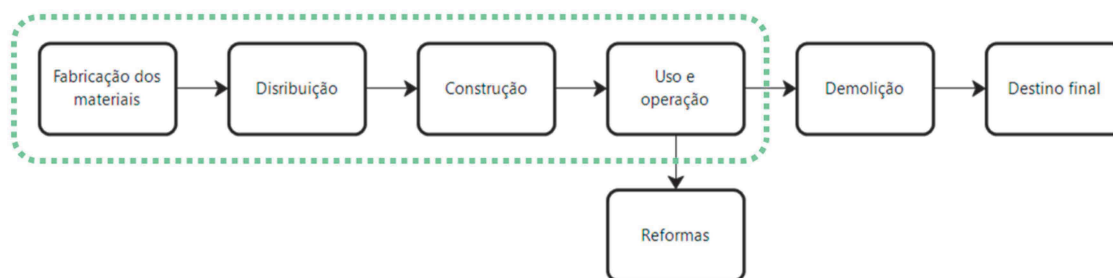 Fabricação dos
materiais
Disribuição
Construção
Uso e
operação
Demolição
Destino final
Reformas